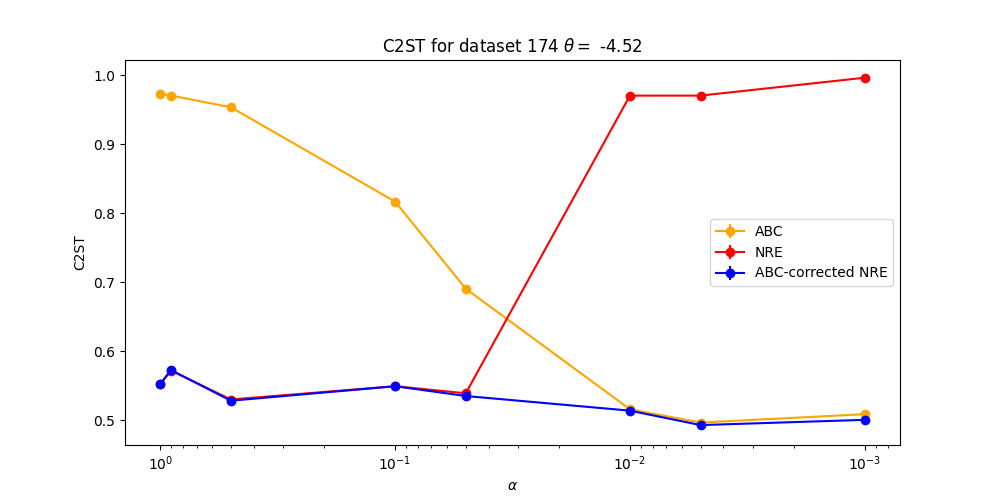 C2ST for dataset 174 θ = -4.52
C2ST
1.0
0.9
0.8
0.7
0.6
0.5
ABC
NRE
ABC-corrected NRE
10⁰ 10⁻¹ 10⁻² 10⁻³
α